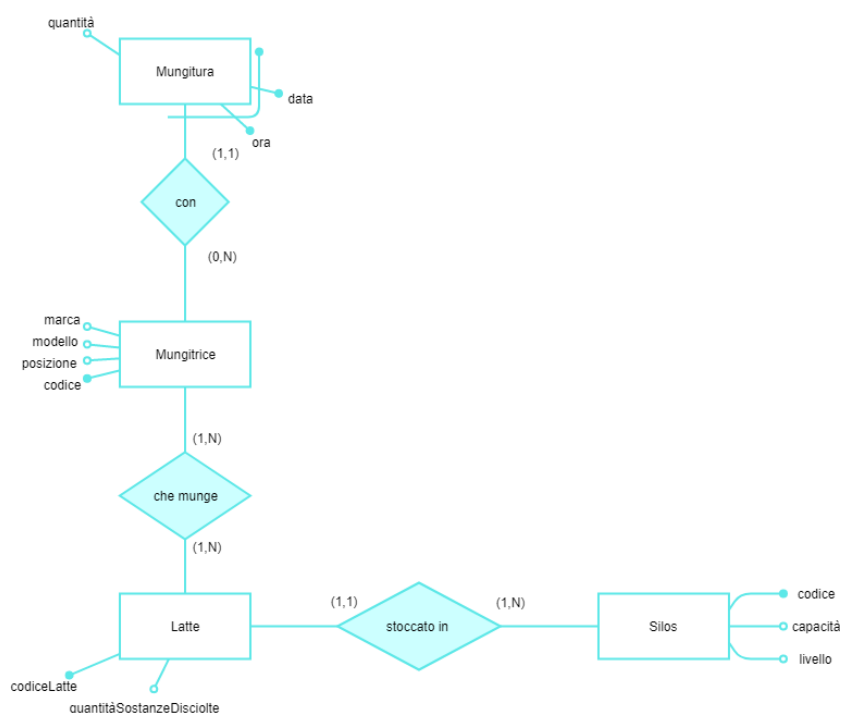 quantità
Mungitura
data
ora
(1,1)
con
(0,N)
marca
modello
posizione
codice
Mungitrice
(1,N)
che munge
(1,N)
Latte
(1,1)
stoccato in
(1,N)
Silos
codice
capacità
livello
codiceLatte
quantitàSostanzeDisciolte